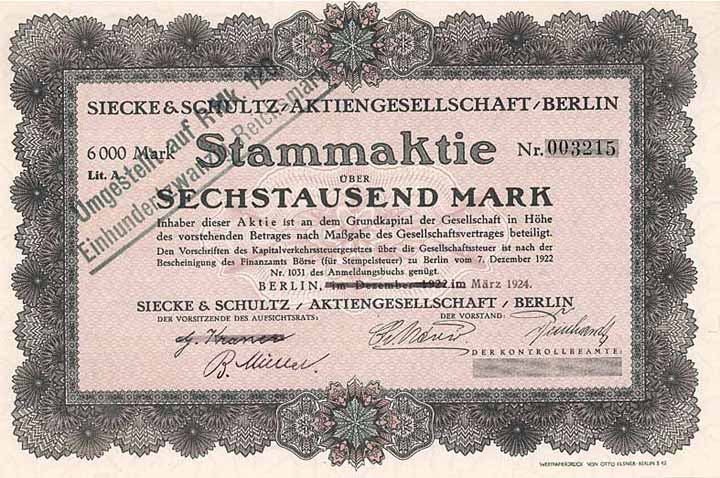 SIECKE & SCHULTZ / AKTIENGESELLSCHAFT / BERLIN
6000 Mark Stammaktie Nr. 003215
Lit. A.
ÜBER
SECHSTAUSEND MARK
Umgestellt auf RMk. 120
Einhundertzwanzig Reichsmark
Inhaber dieser Aktie ist an dem Grundkapital der Gesellschaft in Höhe
des vorstehenden Betrages nach Maßgabe des Gesellschaftsvertrages beteiligt.
Den Vorschriften des Kapitalverkehrssteuergesetzes über die Gesellschaftssteuer ist nach der
Bescheinigung des Finanzamts Börse (für Stempelsteuer) zu Berlin vom 7. Dezember 1922
Nr. 1031 des Anmeldungsbuchs genügt.
BERLIN, im Dezember 1922. im März 1924.
SIECKE & SCHULTZ / AKTIENGESELLSCHAFT / BERLIN
DER VORSITZENDE DES AUFSICHTSRATS: DER VORSTAND:
B. Müller.
DER KONTROLLBEAMTE:
WERTPAPIERDRUCK VON OTTO ELSNER-BERLIN S 42